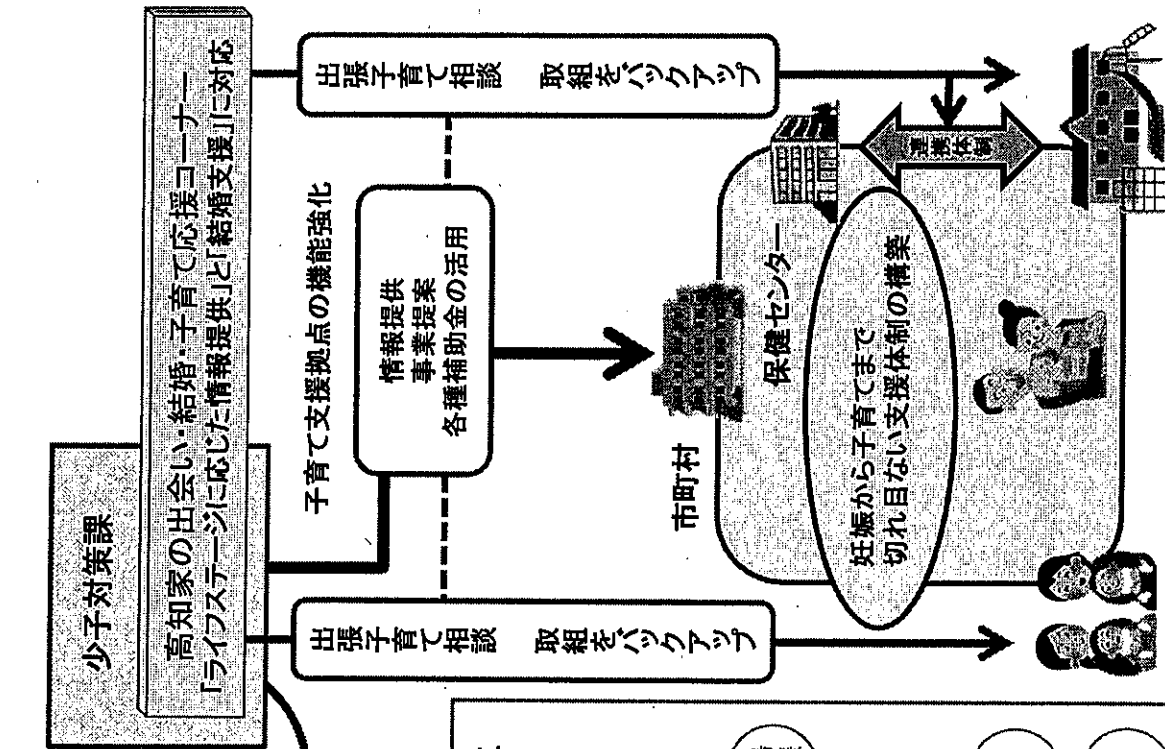 少子対策課
高知家の出会い・結婚・子育て応援コーナー
「ライフステージに応じた情報提供」と「結婚支援」に対応
出張子育て相談　取組をバックアップ
子育て支援拠点の機能強化
情報提供
事業提案
各種補助金の活用
出張子育て相談　取組をバックアップ
市町村
保健センター
妊娠から子育てまで
切れ目ない支援体制の構築
連携体制